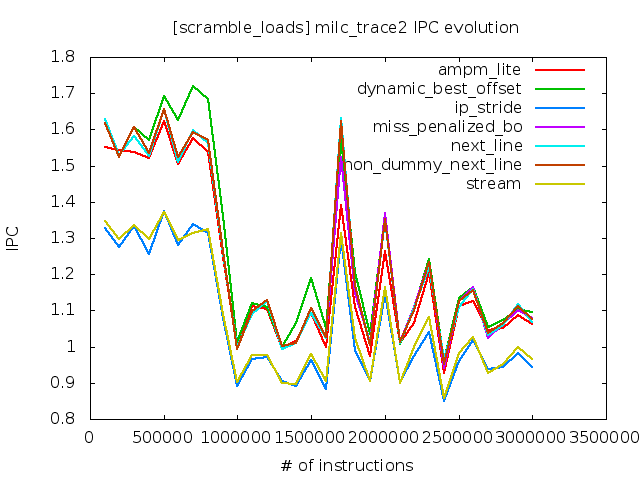 [scramble_loads] milc_trace2 IPC evolution
1.8
1.7
1.6
1.5
1.4
1.3
1.2
1.1
1
0.9
0.8
IPC
ampm_lite
dynamic_best_offset
ip_stride
miss_penalized_bo
next_line
non_dummy_next_line
stream
0 500000 1000000 1500000 2000000 2500000 3000000 3500000
# of instructions